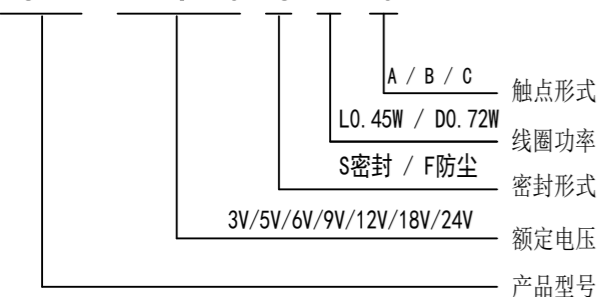 A / B / C
触点形式
L0.45W / D0.72W
线圈功率
S密封 / F防尘
密封形式
3V/5V/6V/9V/12V/18V/24V
额定电压
产品型号